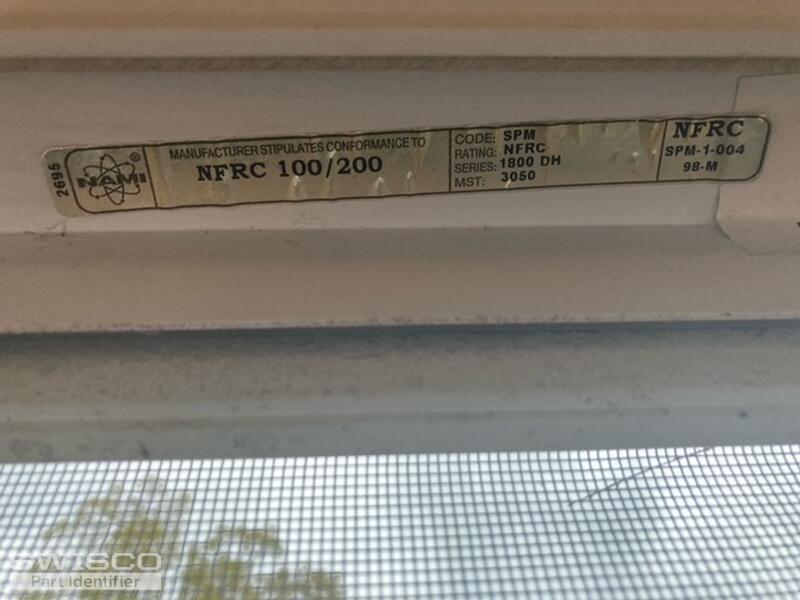 2695
NAMI ®
MANUFACTURER STIPULATES CONFORMANCE TO
NFRC 100/200
CODE: SPM
RATING: NFRC
SERIES: 1800 DH
MST: 3050
NFRC
SPM-1-004
98-M
SWISCO
Part Identifier